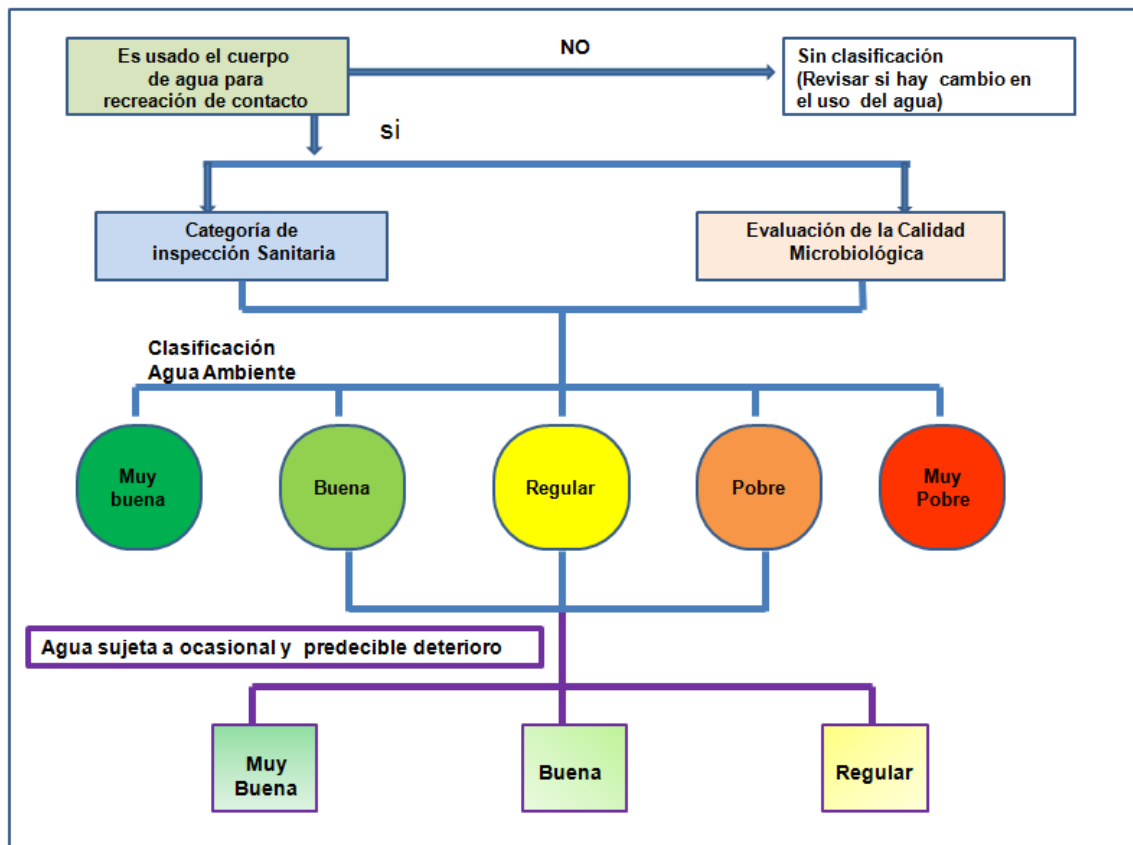 Es usado el cuerpo
de agua para
recreación de contacto
NO
Sin clasificación
(Revisar si hay cambio en
el uso del agua)
si
Categoría de
inspección Sanitaria
Evaluación de la Calidad
Microbiológica
Clasificación
Agua Ambiente
Muy
buena
Buena
Regular
Pobre
Muy
Pobre
Agua sujeta a ocasional y predecible deterioro
Muy
Buena
Buena
Regular